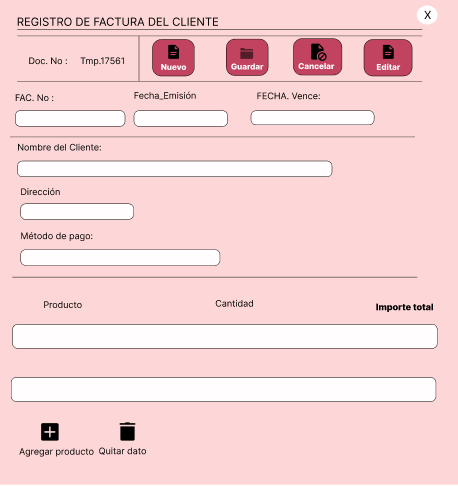 X
REGISTRO DE FACTURA DEL CLIENTE
Doc. No : Tmp.17561
Nuevo
Guardar
Cancelar
Editar
FAC. No :
Fecha_Emisión
FECHA. Vence:
Nombre del Cliente:
Dirección
Método de pago:
Producto
Cantidad
Importe total
Agregar producto
Quitar dato